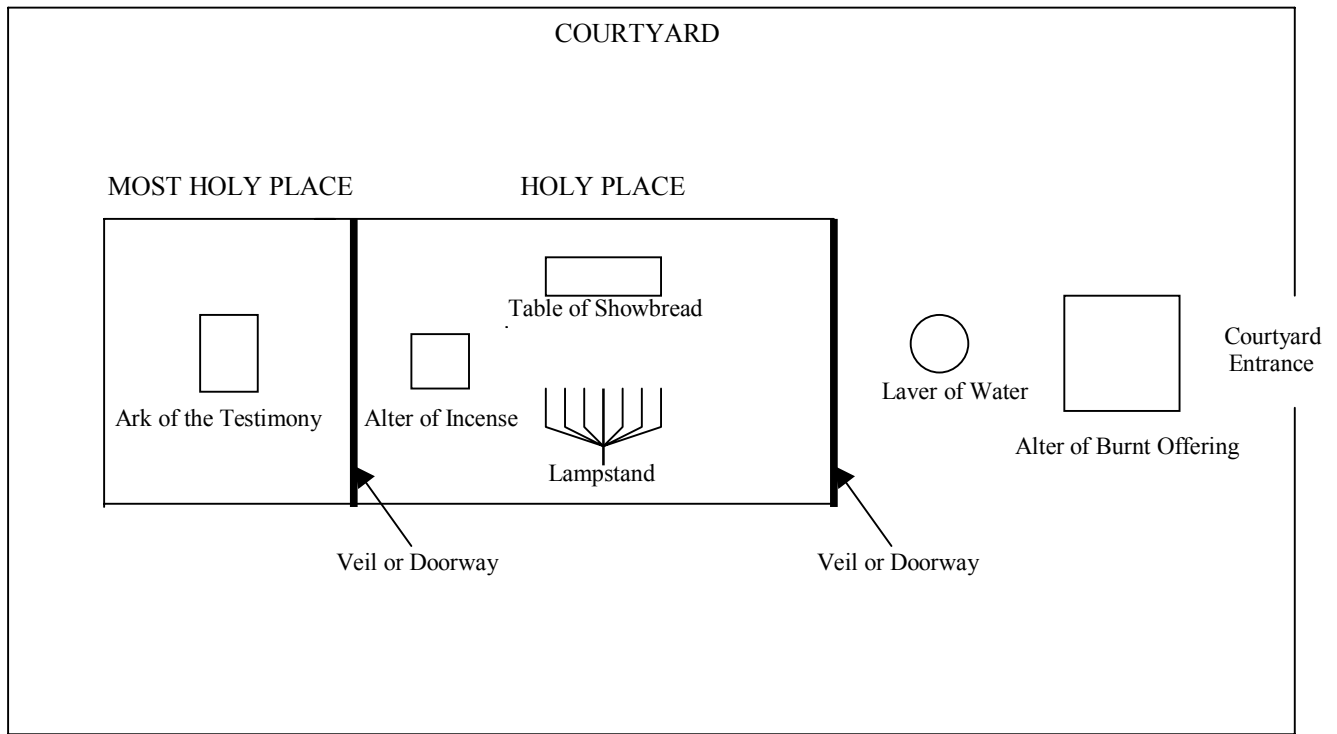 COURTYARD
MOST HOLY PLACE
HOLY PLACE
Table of Showbread
Ark of the Testimony
Alter of Incense
Lampstand
Laver of Water
Courtyard
Entrance
Alter of Burnt Offering
Veil or Doorway
Veil or Doorway